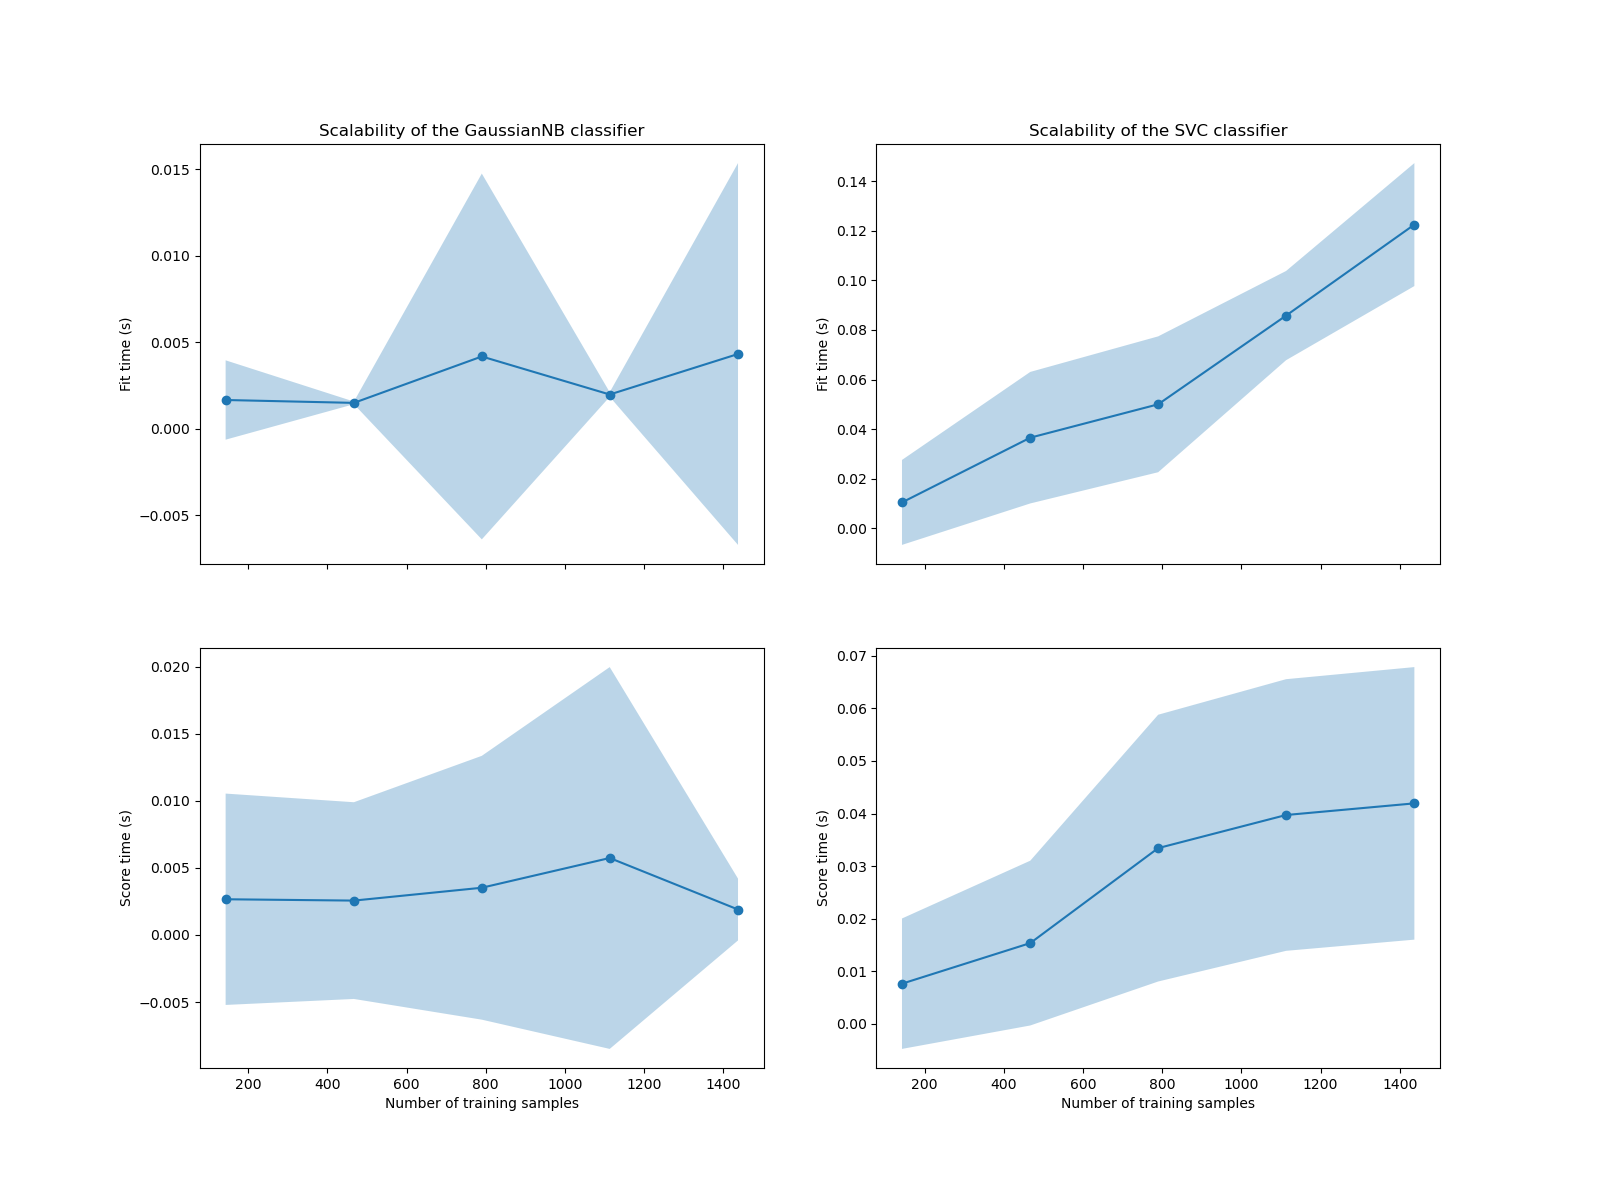 Scalability of the GaussianNB classifier
0.015
0.010
0.005
0.000
−0.005
Fit time (s)
Scalability of the SVC classifier
0.14
0.12
0.10
0.08
0.06
0.04
0.02
0.00
Fit time (s)
0.020
0.015
0.010
0.005
0.000
−0.005
Score time (s)
200 400 600 800 1000 1200 1400
Number of training samples
0.07
0.06
0.05
0.04
0.03
0.02
0.01
0.00
Score time (s)
200 400 600 800 1000 1200 1400
Number of training samples